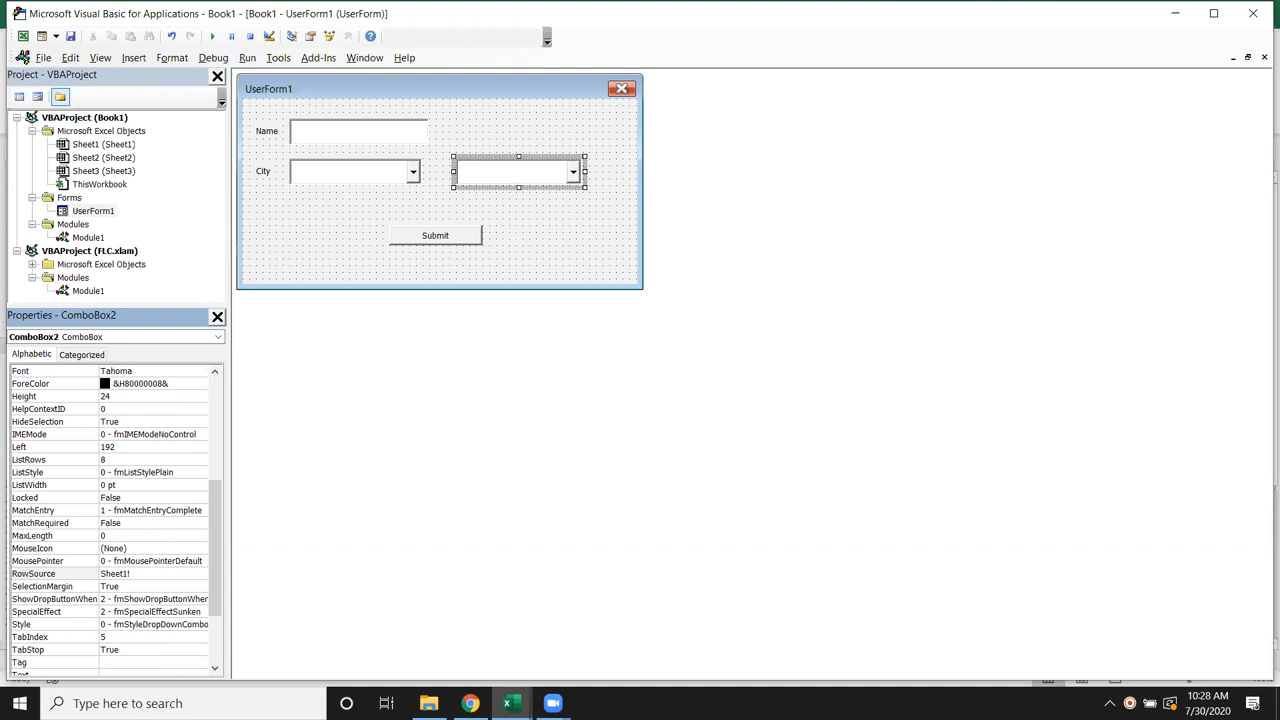 Microsoft Visual Basic for Applications - Book1 - [Book1 - UserForm1 (UserForm)]
File Edit View Insert Format Debug Run Tools Add-Ins Window Help
Project - VBAProject
VBAProject (Book1)
Microsoft Excel Objects
Sheet1 (Sheet1)
Sheet2 (Sheet2)
Sheet3 (Sheet3)
ThisWorkbook
Forms
UserForm1
Modules
Module1
VBAProject (FLC.xlam)
Microsoft Excel Objects
Modules
Module1
UserForm1
Name
City
Submit
Properties - ComboBox2
ComboBox2 ComboBox
Alphabetic Categorized
Font Tahoma
ForeColor &H80000008&
Height 24
HelpContextID 0
HideSelection True
IMEMode 0 - fmIMEModeNoControl
Left 192
ListRows 8
ListStyle 0 - fmListStylePlain
ListWidth 0 pt
Locked False
MatchEntry 1 - fmMatchEntryComplete
MatchRequired False
MaxLength 0
MouseIcon (None)
MousePointer 0 - fmMousePointerDefault
RowSource Sheet1!
SelectionMargin True
ShowDropButtonWhen 2 - fmShowDropButtonWher
SpecialEffect 2 - fmSpecialEffectSunken
Style 0 - fmStyleDropDownCombo
TabIndex 5
TabStop True
Tag
Type here to search
10:28 AM
7/30/2020